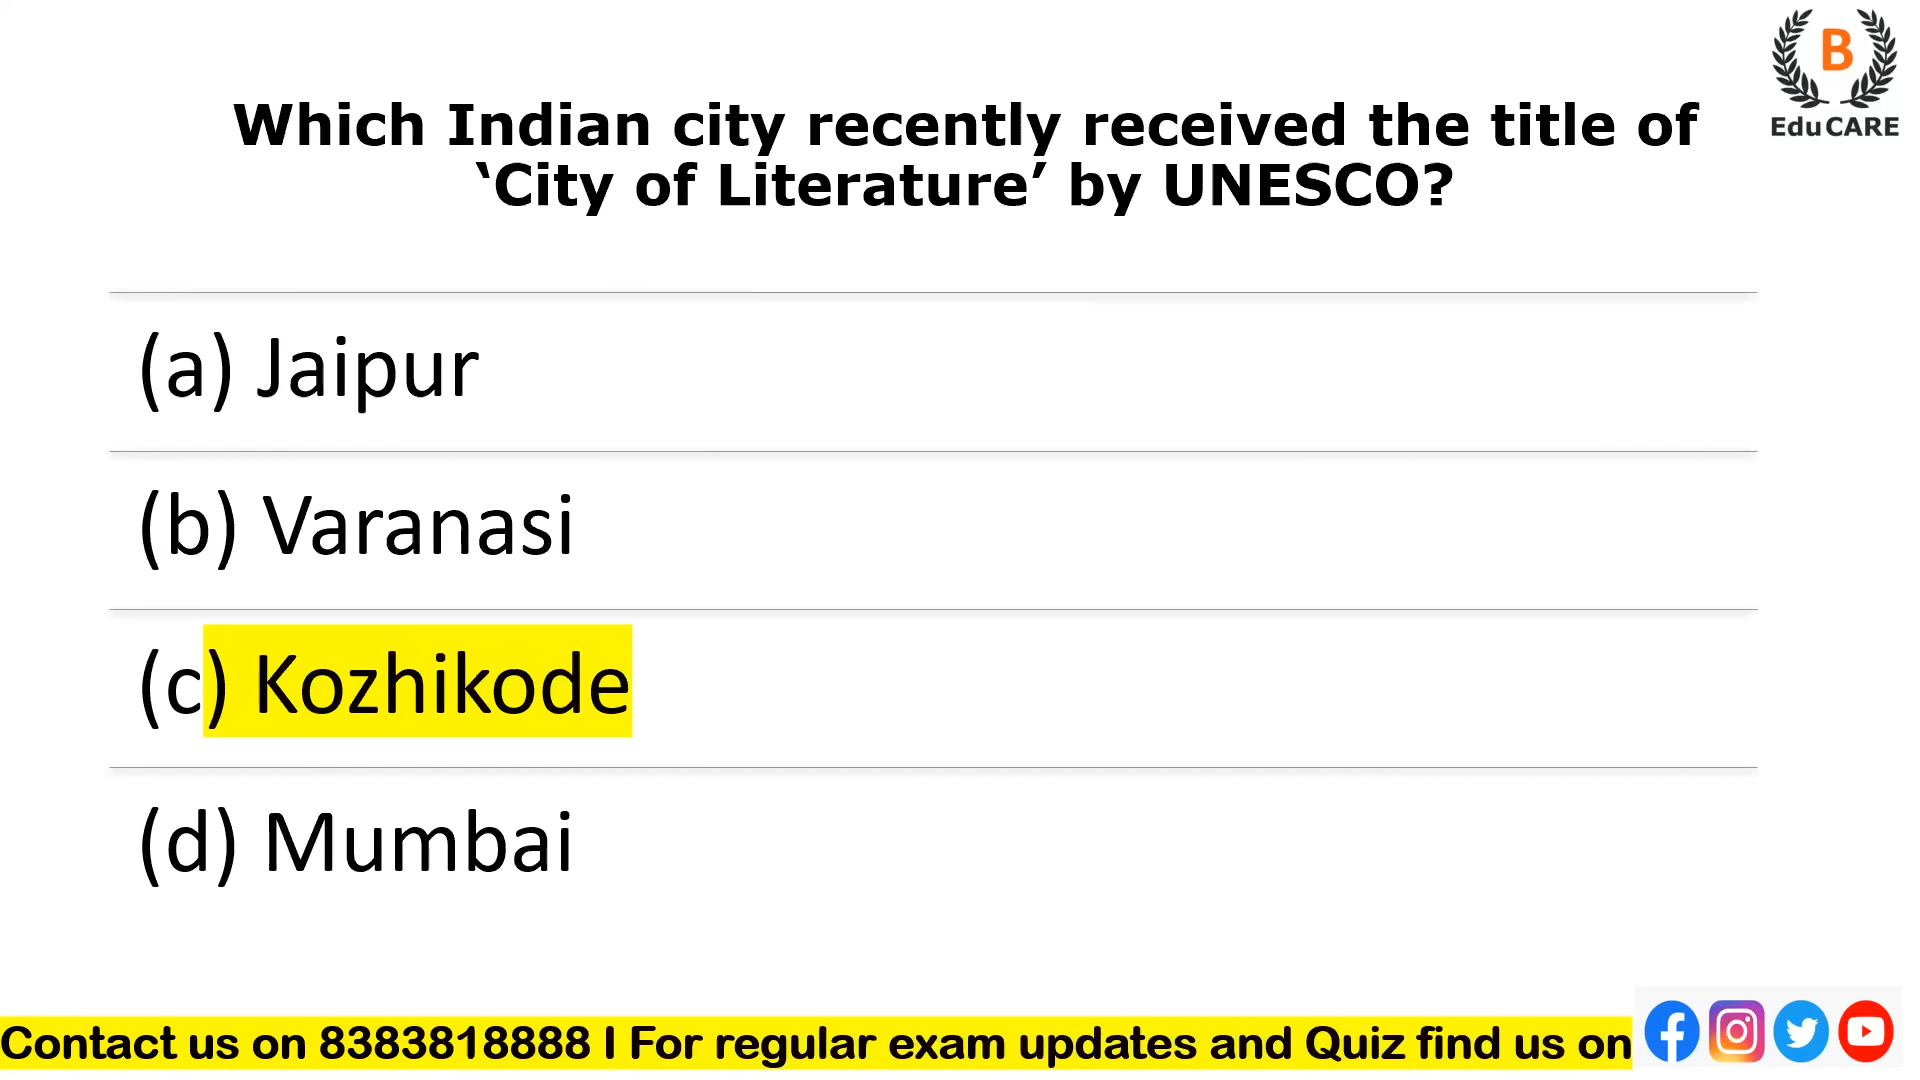 B
EduCARE
Which Indian city recently received the title of
‘City of Literature’ by UNESCO?
(a) Jaipur
(b) Varanasi
(c) Kozhikode
(d) Mumbai
Contact us on 8383818888 I For regular exam updates and Quiz find us on